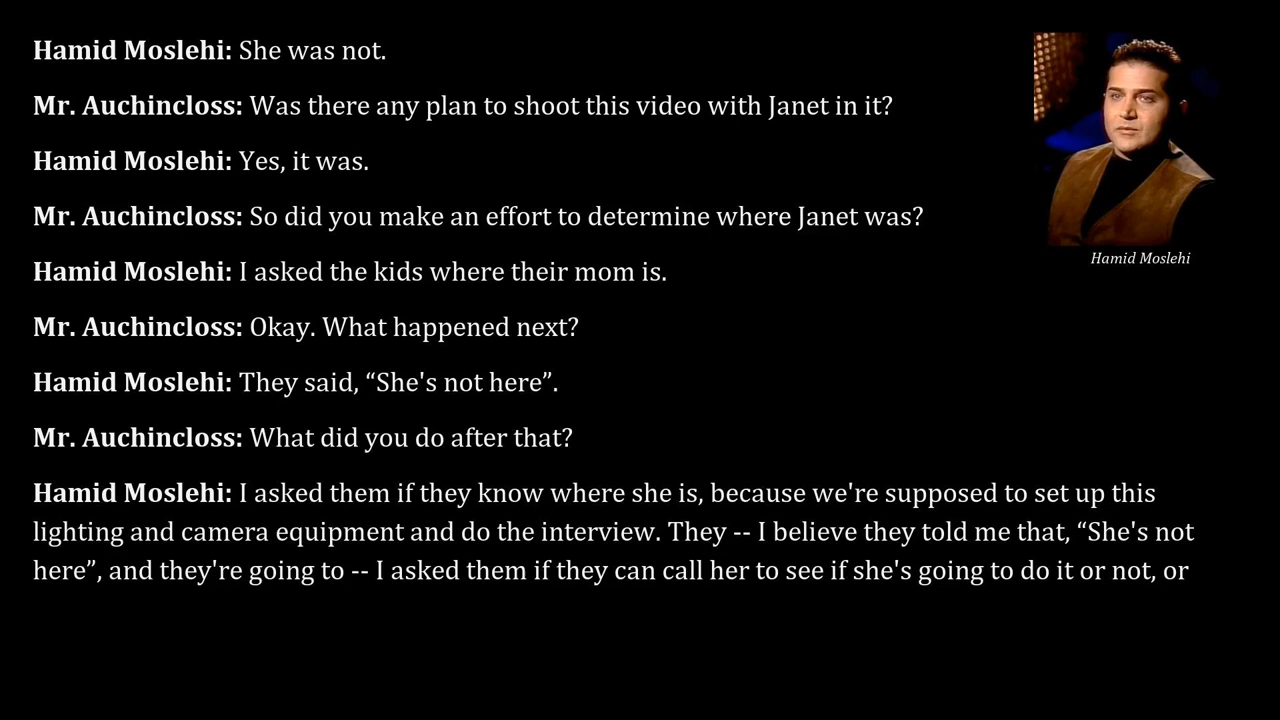 Hamid Moslehi: She was not.
Mr. Auchincloss: Was there any plan to shoot this video with Janet in it?
Hamid Moslehi: Yes, it was.
Mr. Auchincloss: So did you make an effort to determine where Janet was?
Hamid Moslehi: I asked the kids where their mom is.
Hamid Moslehi
Mr. Auchincloss: Okay. What happened next?
Hamid Moslehi: They said, “She's not here”.
Mr. Auchincloss: What did you do after that?
Hamid Moslehi: I asked them if they know where she is, because we're supposed to set up this
lighting and camera equipment and do the interview. They -- I believe they told me that, “She's not
here”, and they're going to -- I asked them if they can call her to see if she's going to do it or not, or